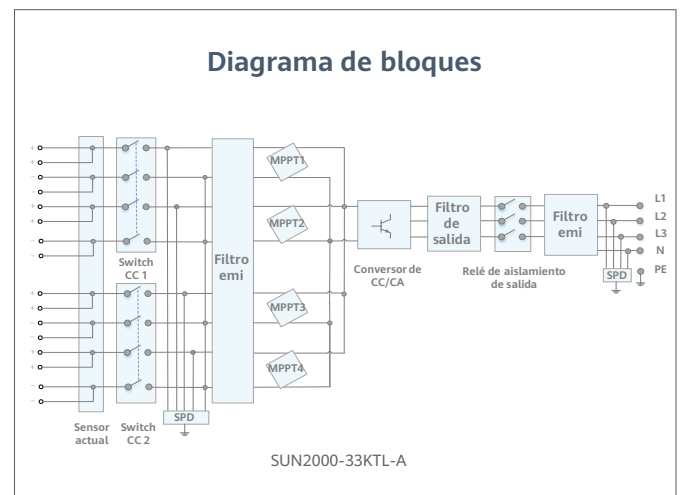 Diagrama de bloques
MPPT1
MPPT2
MPPT3
MPPT4
Switch
CC 1
Filtro
emi
Sensor
actual
Switch
CC 2
SPD
Conversor de
CC/CA
Filtro
de
salida
Relé de aislamiento
de salida
Filtro
emi
SPD
L1
L2
L3
N
PE
SUN2000-33KTL-A